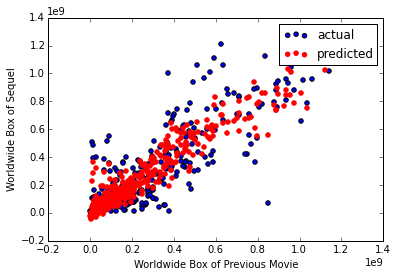 1e9
1.4
1.2
1.0
0.8
0.6
0.4
0.2
0.0
−0.2
Worldwide Box of Sequel
actual
predicted
−0.2 0.0 0.2 0.4 0.6 0.8 1.0 1.2 1.4
Worldwide Box of Previous Movie
1e9